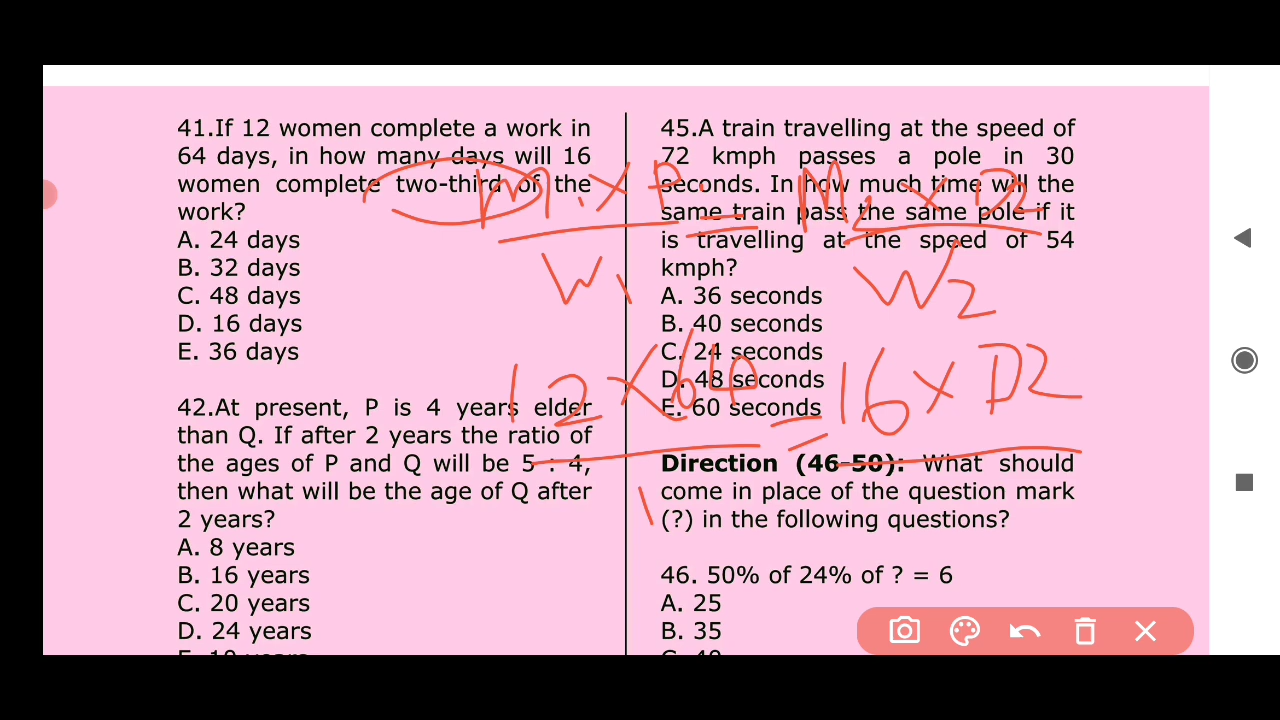 41.If 12 women complete a work in
64 days, in how many days will 16
women complete two-third of the
work?
A. 24 days
B. 32 days
C. 48 days
D. 16 days
E. 36 days
42.At present, P is 4 years elder
than Q. If after 2 years the ratio of
the ages of P and Q will be 5 : 4,
then what will be the age of Q after
2 years?
A. 8 years
B. 16 years
C. 20 years
D. 24 years
45.A train travelling at the speed of
72 kmph passes a pole in 30
seconds. In how much time will the
same train pass the same pole if it
is travelling at the speed of 54
kmph?
A. 36 seconds
B. 40 seconds
C. 24 seconds
D. 48 seconds
E. 60 seconds
Direction (46-50): What should
come in place of the question mark
(?) in the following questions?
46. 50% of 24% of ? = 6
A. 25
B. 35
M1 × = M2 × D2
W1 W2
12 × 64 = 16 × D2
1